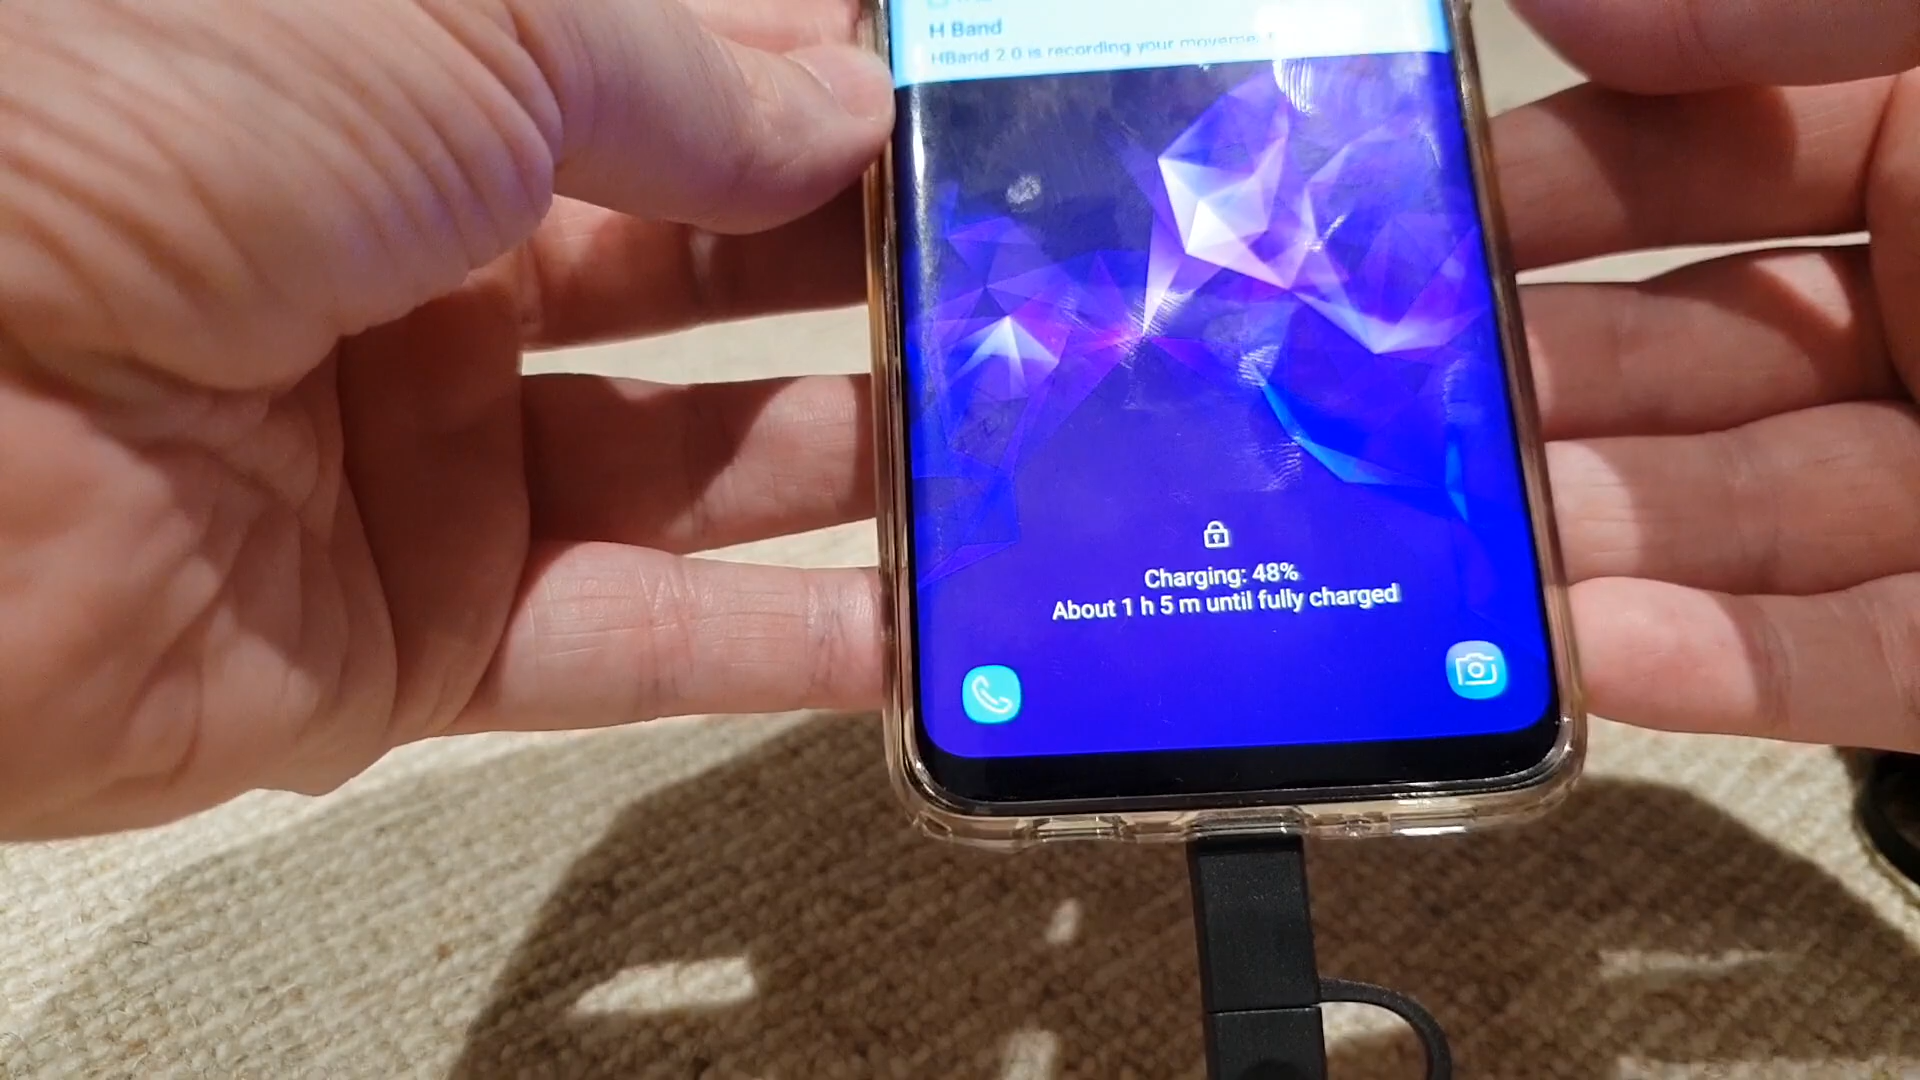 H Band
HBand 2.0 is recording your
Charging: 48%
About 1 h 5 m until fully charged